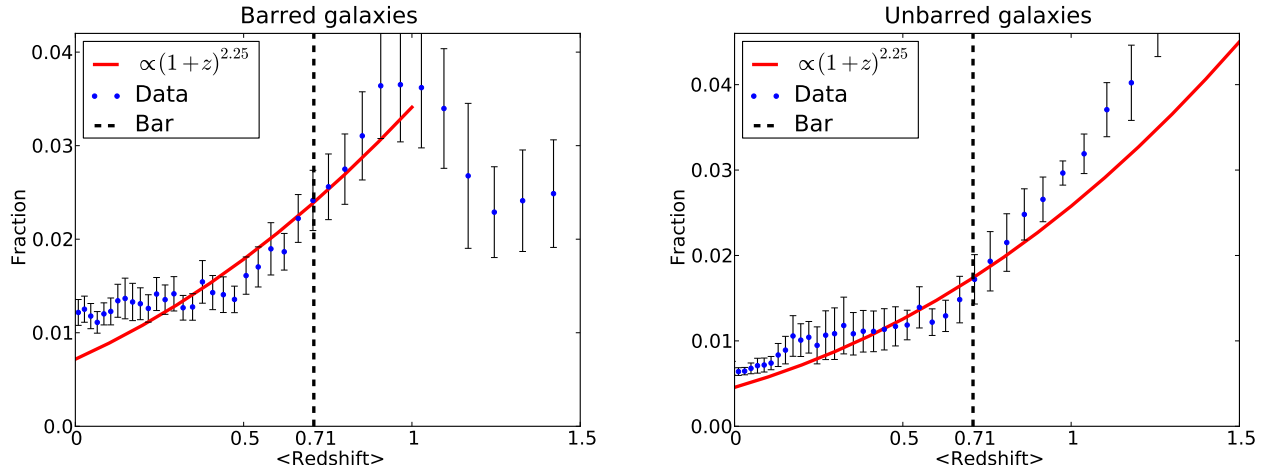 Barred galaxies
∝(1+z)^2.25
Data
Bar
Fraction
0.04
0.03
0.02
0.01
0.0
0
0.5
0.71
1
1.5
<Redshift>
Unbarred galaxies
∝(1+z)^2.25
Data
Bar
Fraction
0.04
0.03
0.02
0.01
0.00
0
0.5
0.71
1
1.5
<Redshift>